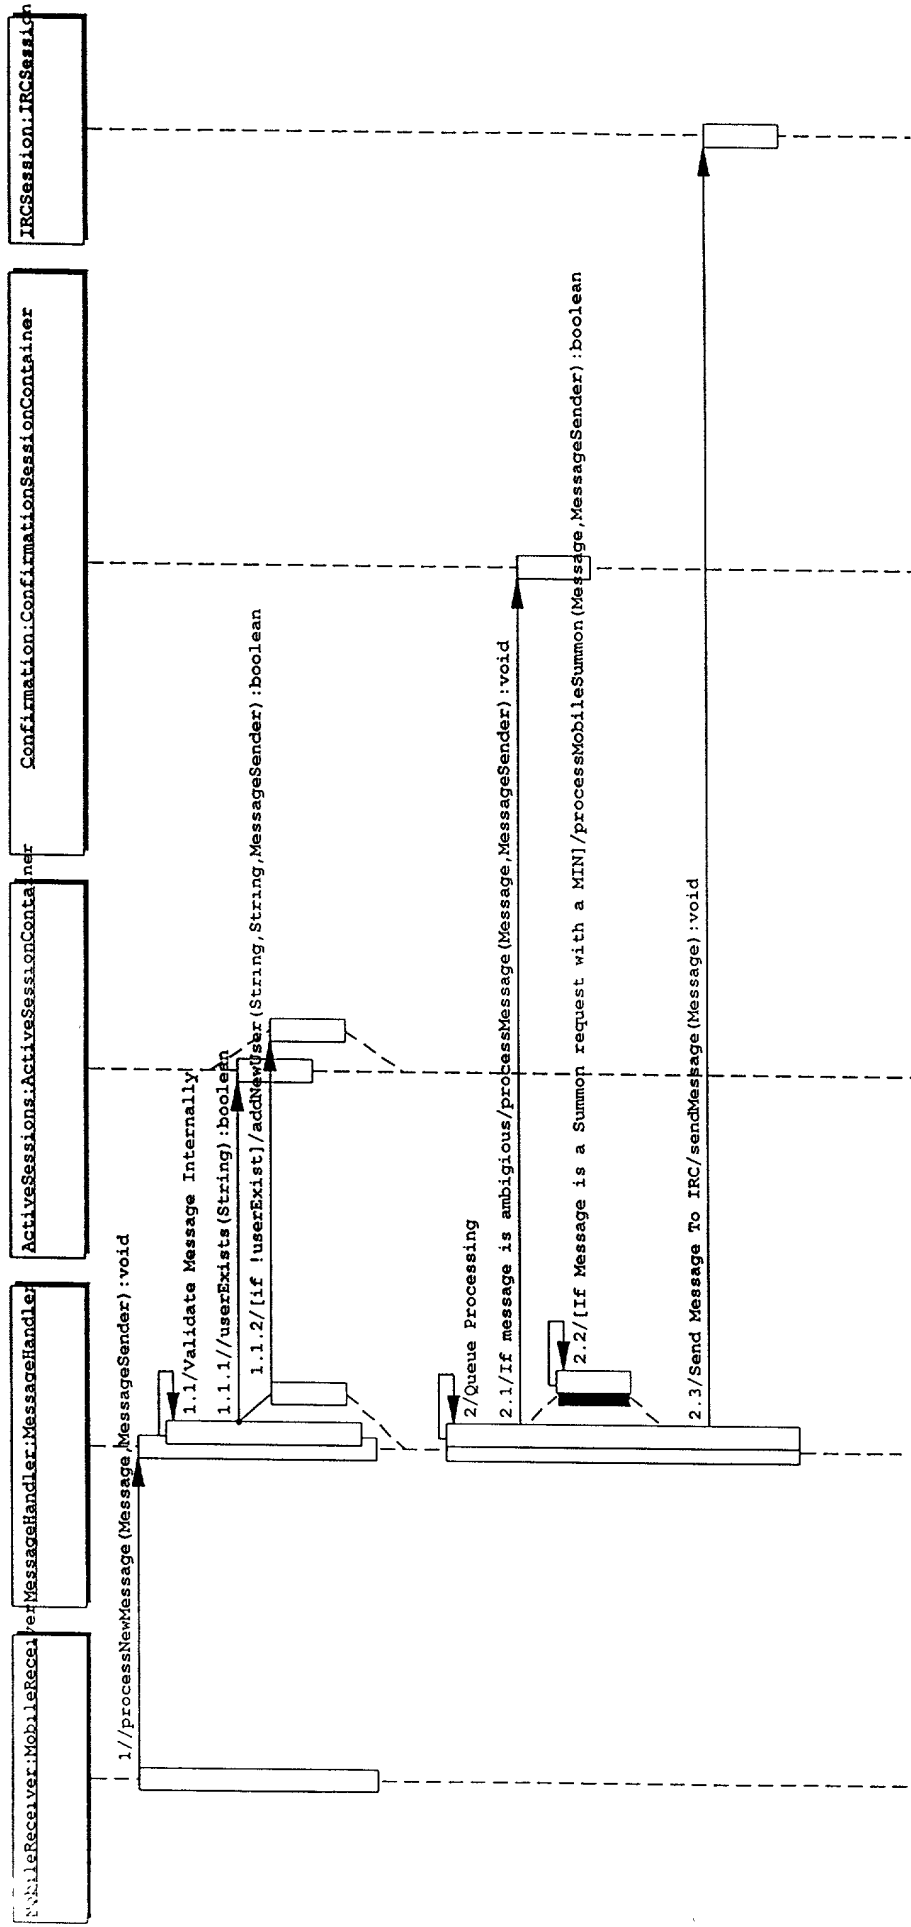 MobileReceiver:MobileReceiver
MessageHandler:MessageHandler
ActiveSessions:ActiveSessionContainer
Confirmation:ConfirmationSessionContainer
IRCSession:IRCSession
1//processNewMessage(Message,MessageSender):void
1.1/Validate Message Internally
1.1.1//userExists(String):boolean
1.1.2/[if !userExist]/addNewUser(String,String,MessageSender):boolean
2/Queue Processing
2.1/If message is ambigious/processMessage(Message,MessageSender):void
2.2/[If Message is a Summon request with a MIN]/processMobileSummon(Message,MessageSender):boolean
2.3/Send Message To IRC/sendMessage(Message):void